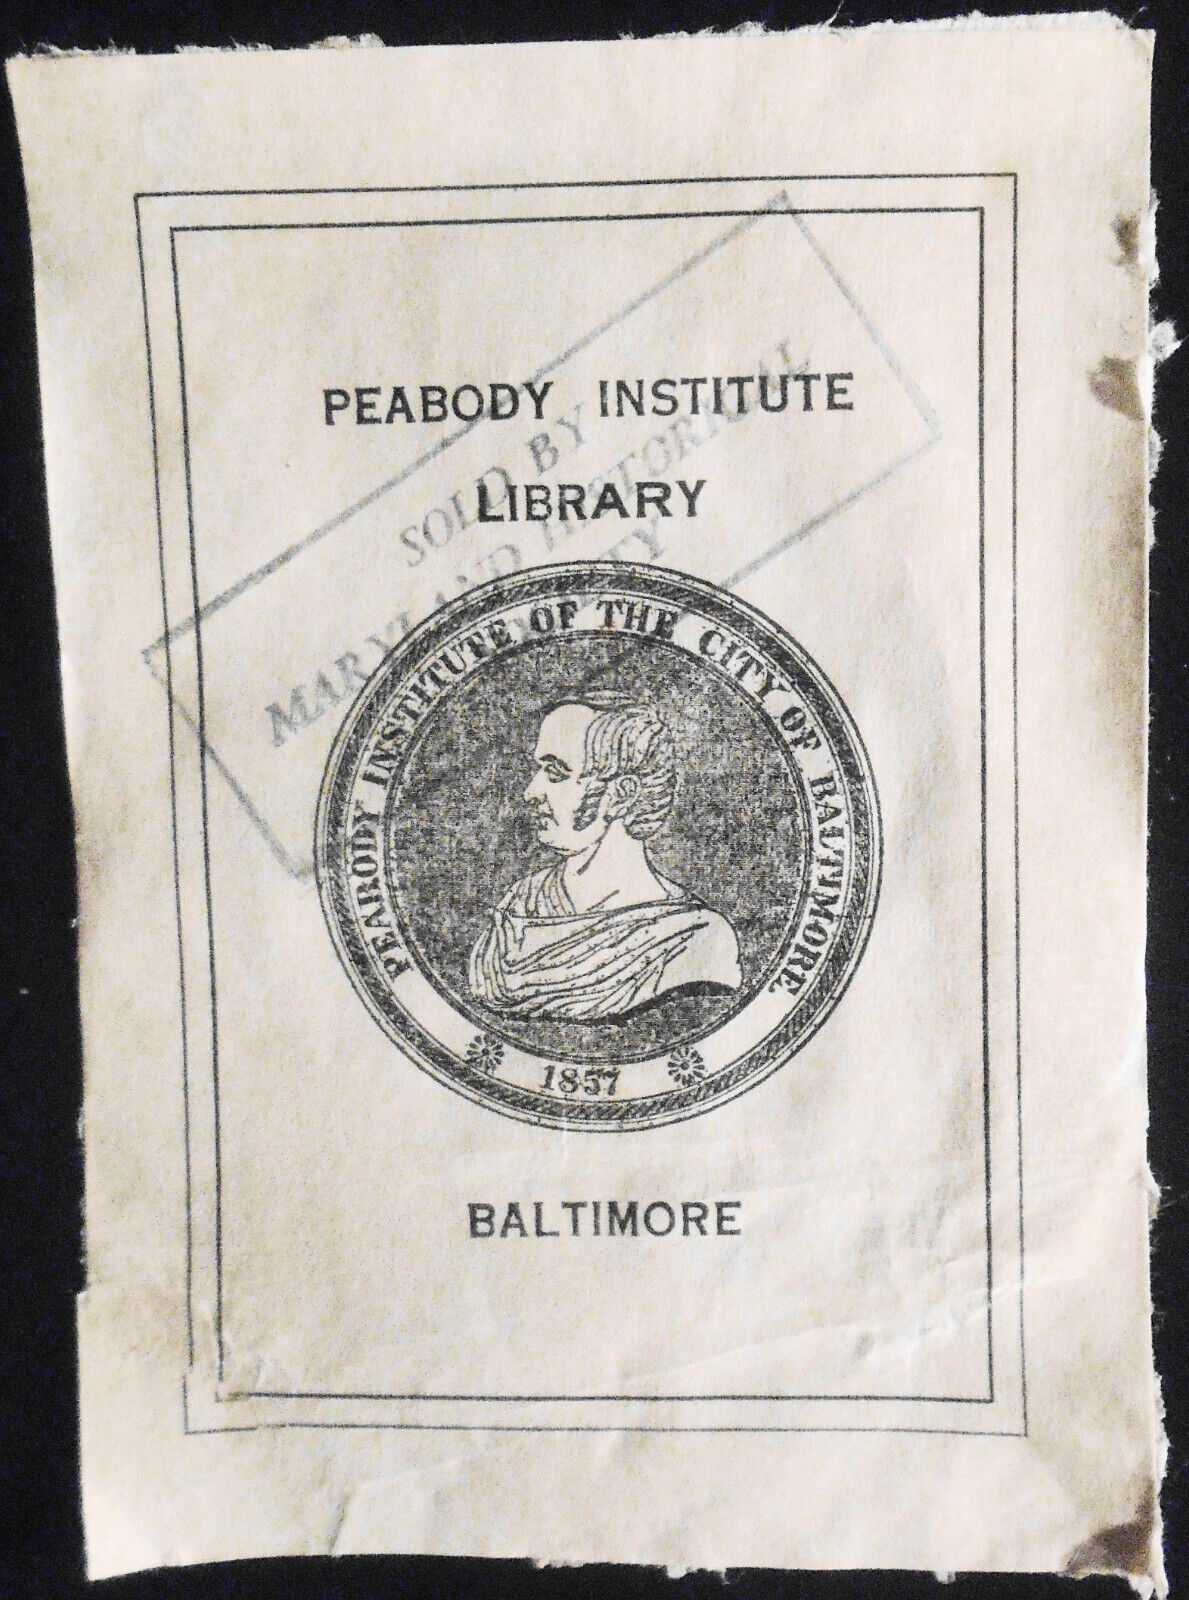 PEABODY INSTITUTE
LIBRARY
SOLD BY
MARYLAND HISTORICAL
SOCIETY
PEABODY INSTITUTE OF THE CITY OF BALTIMORE
1857
BALTIMORE